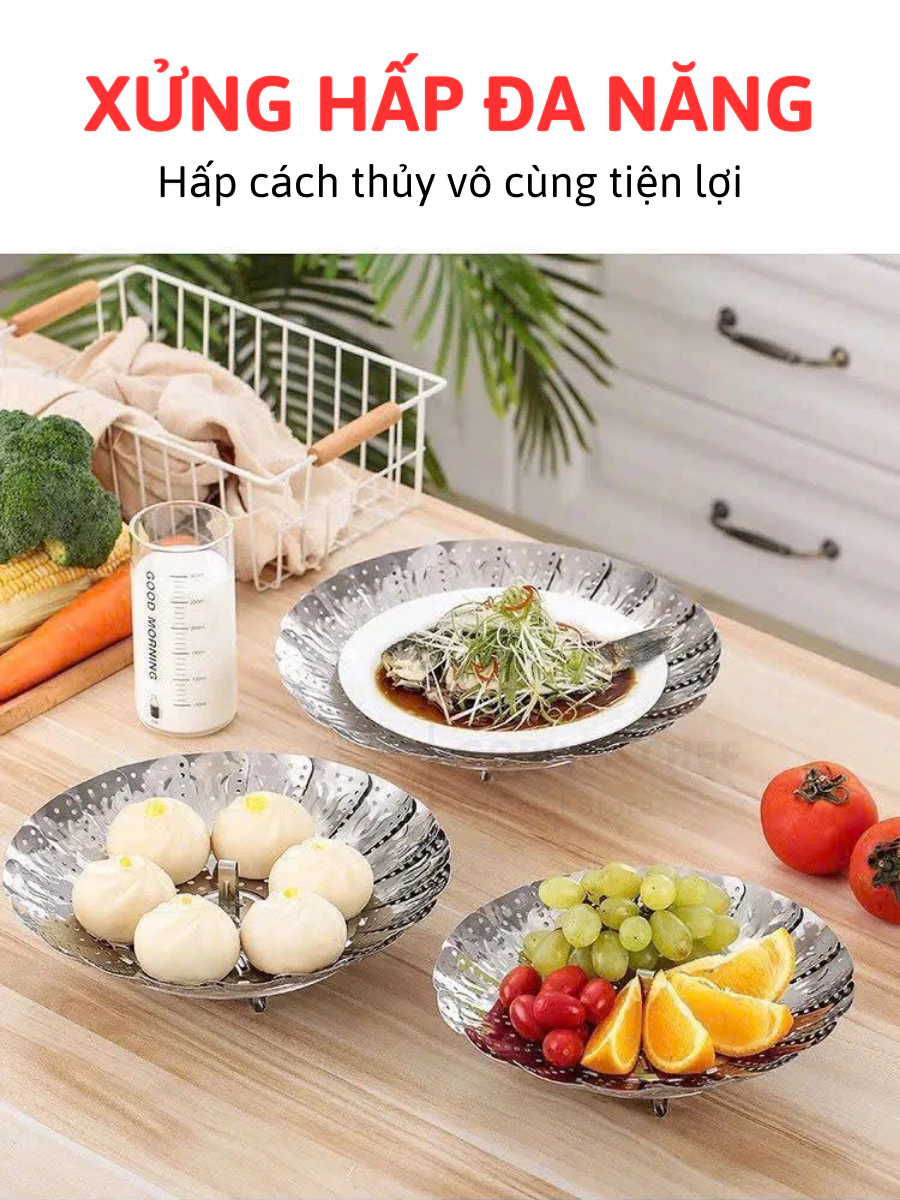 XỬNG HẤP ĐA NĂNG
Hấp cách thủy vô cùng tiện lợi
GOOD MORNING